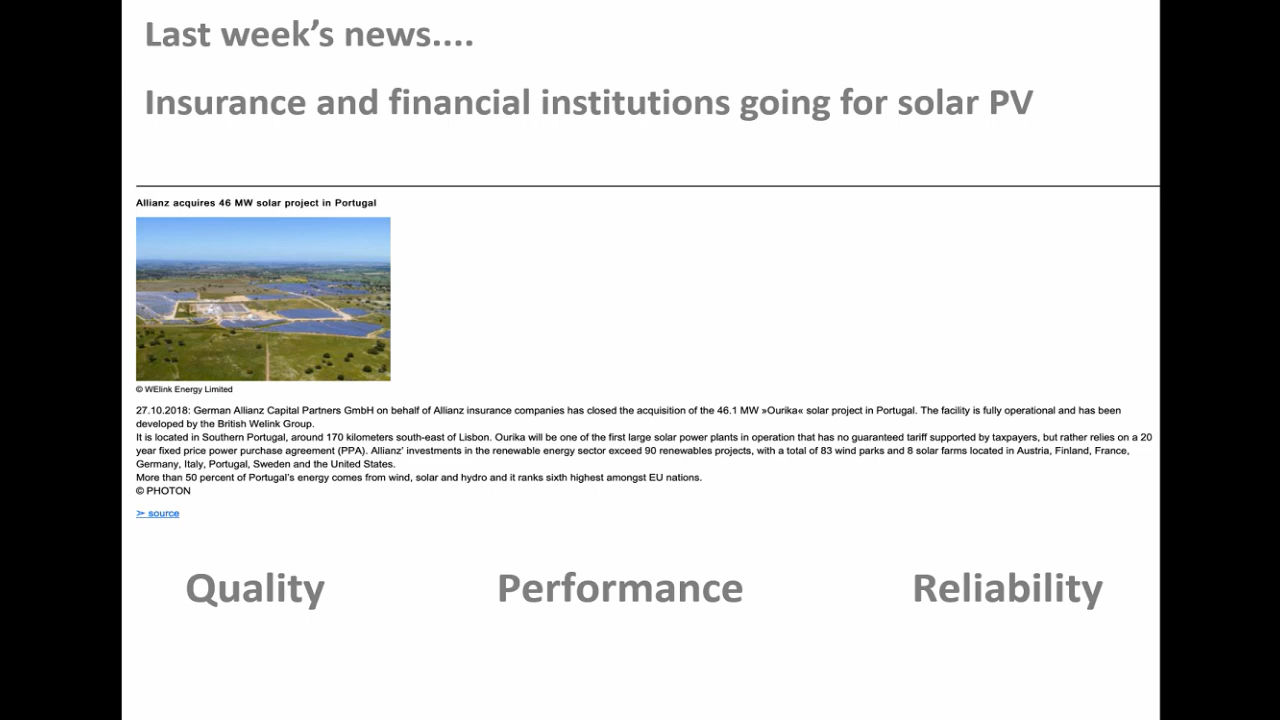 Last week's news....
Insurance and financial institutions going for solar PV
Allianz acquires 46 MW solar project in Portugal
© WElink Energy Limited
27.10.2018: German Allianz Capital Partners GmbH on behalf of Allianz insurance companies has closed the acquisition of the 46.1 MW »Ourika« solar project in Portugal. The facility is fully operational and has been
developed by the British Welink Group.
It is located in Southern Portugal, around 170 kilometers south-east of Lisbon. Ourika will be one of the first large solar power plants in operation that has no guaranteed tariff supported by taxpayers, but rather relies on a 20
year fixed price power purchase agreement (PPA). Allianz' investments in the renewable energy sector exceed 90 renewables projects, with a total of 83 wind parks and 8 solar farms located in Austria, Finland, France,
Germany, Italy, Portugal, Sweden and the United States.
More than 50 percent of Portugal's energy comes from wind, solar and hydro and it ranks sixth highest amongst EU nations.
© PHOTON
➢ source
Quality Performance Reliability